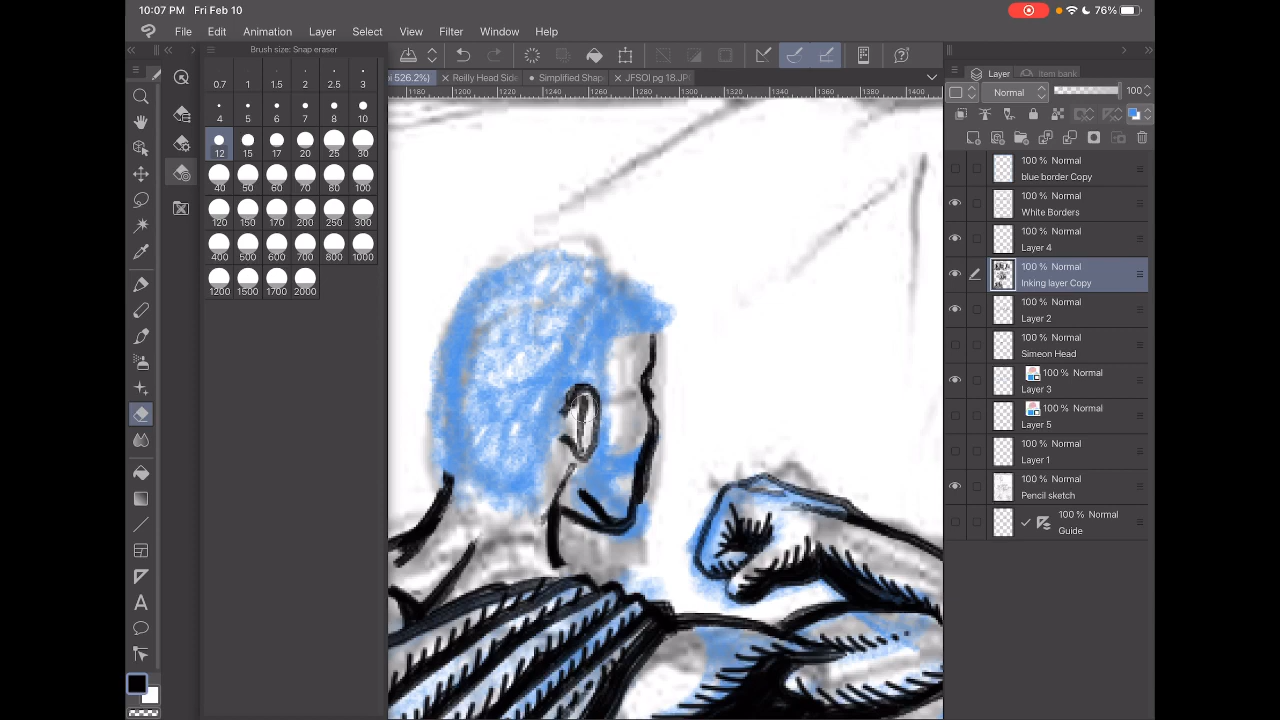 10:07 PM Fri Feb 10
76%
File Edit Animation Layer Select View Filter Window Help
Brush size: Snap eraser
0.7 1 1.5 2 2.5 3
4 5 6 7 8 10
12 15 17 20 25 30
40 50 60 70 80 100
120 150 170 200 250 300
400 500 600 700 800 1000
1200 1500 1700 2000
526.2%) Reilly Head Side Simplified Shap JFSOI pg 18.JP
1180 1200 1220 1240 1260 1280 1300 1320 1340 1360 1380 1400
Layer Item bank
Normal 100
100 % Normal
blue border Copy
100 % Normal
White Borders
100 % Normal
Layer 4
100 % Normal
Inking layer Copy
100 % Normal
Layer 2
100 % Normal
Simeon Head
100 % Normal
Layer 3
100 % Normal
Layer 5
100 % Normal
Layer 1
100 % Normal
Pencil sketch
100 % Normal
Guide